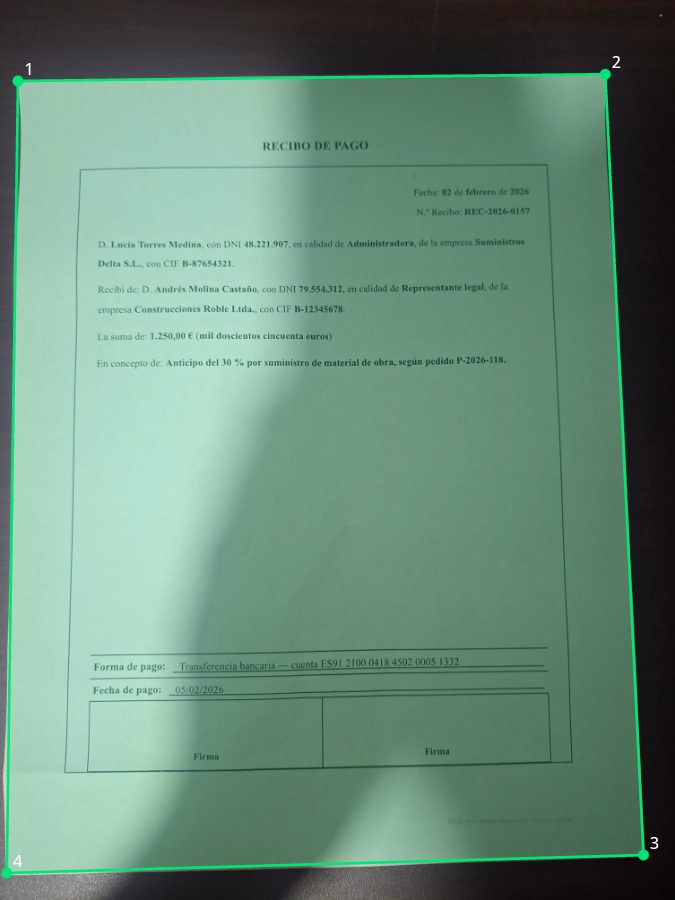 1
2
RECIBO DE PAGO
Fecha: 02 de febrero de 2026
N.º Recibo: REC-2026-0157
D. Lucía Torres Medina, con DNI 48.221.907, en calidad de Administradora, de la empresa Suministros
Delta S.L., con CIF B-87654321.
Recibí de: D. Andrés Molina Castaño, con DNI 79.554.312, en calidad de Representante legal, de la
empresa Construcciones Roble Ltda., con CIF B-12345678.
La suma de: 1.250,00 € (mil doscientos cincuenta euros)
En concepto de: Anticipo del 30 % por suministro de material de obra, según pedido P-2026-118.
Forma de pago: Transferencia bancaria — cuenta ES91 2100 0418 4502 0005 1332
Fecha de pago: 05/02/2026
Firma Firma
3
4